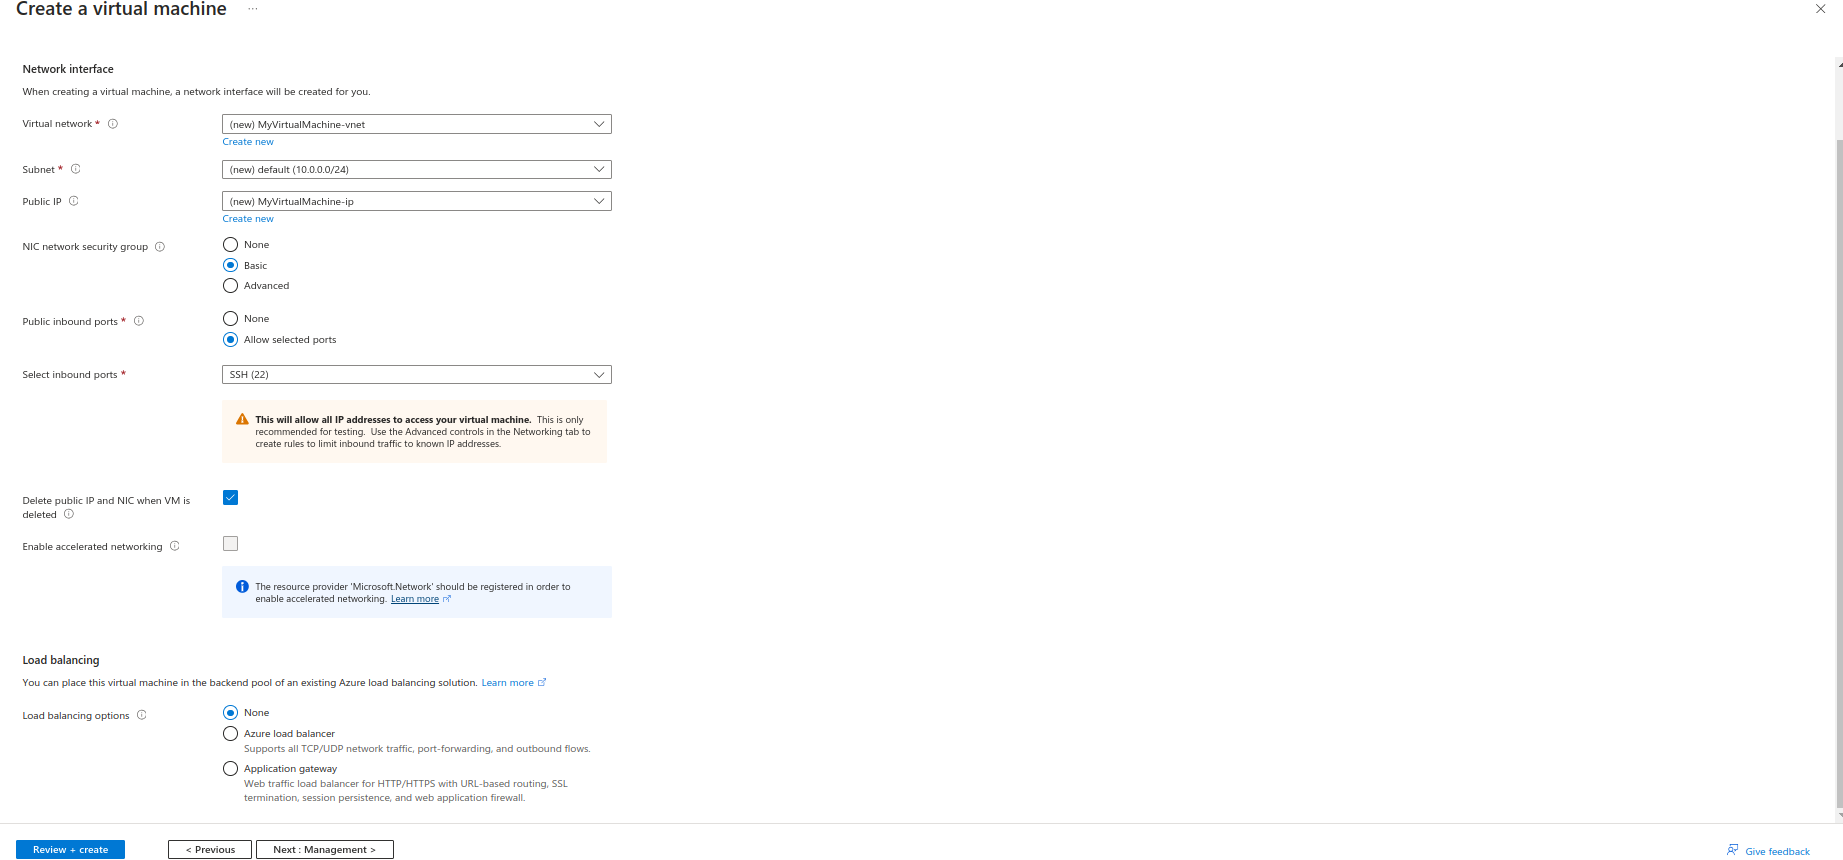 Create a virtual machine ...
Network interface
When creating a virtual machine, a network interface will be created for you.
Virtual network *
(new) MyVirtualMachine-vnet
Create new
Subnet *
(new) default (10.0.0.0/24)
Public IP
(new) MyVirtualMachine-ip
Create new
NIC network security group
None
Basic
Advanced
Public inbound ports *
None
Allow selected ports
Select inbound ports *
SSH (22)
This will allow all IP addresses to access your virtual machine. This is only
recommended for testing. Use the Advanced controls in the Networking tab to
create rules to limit inbound traffic to known IP addresses.
Delete public IP and NIC when VM is
deleted
Enable accelerated networking
The resource provider 'Microsoft.Network' should be registered in order to
enable accelerated networking. Learn more
Load balancing
You can place this virtual machine in the backend pool of an existing Azure load balancing solution. Learn more
Load balancing options
None
Azure load balancer
Supports all TCP/UDP network traffic, port-forwarding, and outbound flows.
Application gateway
Web traffic load balancer for HTTP/HTTPS with URL-based routing, SSL
termination, session persistence, and web application firewall.
Review + create
< Previous
Next : Management >
Give feedback